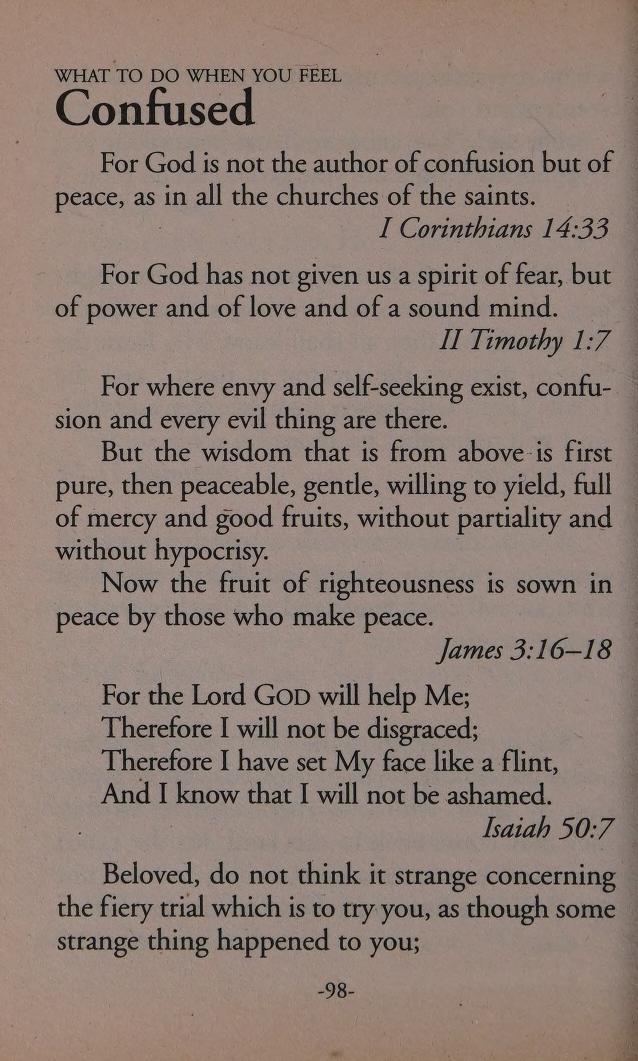 WHAT TO DO WHEN YOU FEEL
Confused
For God is not the author of confusion but of
peace, as in all the churches of the saints.
I Corinthians 14:33
For God has not given us a spirit of fear, but
of power and of love and of a sound mind.
II Timothy 1:7
For where envy and self-seeking exist, confu-
sion and every evil thing are there.
But the wisdom that is from above is first
pure, then peaceable, gentle, willing to yield, full
of mercy and good fruits, without partiality and
without hypocrisy.
Now the fruit of righteousness is sown in
peace by those who make peace.
James 3:16–18
For the Lord GOD will help Me;
Therefore I will not be disgraced;
Therefore I have set My face like a flint,
And I know that I will not be ashamed.
Isaiah 50:7
Beloved, do not think it strange concerning
the fiery trial which is to try you, as though some
strange thing happened to you;
-98-